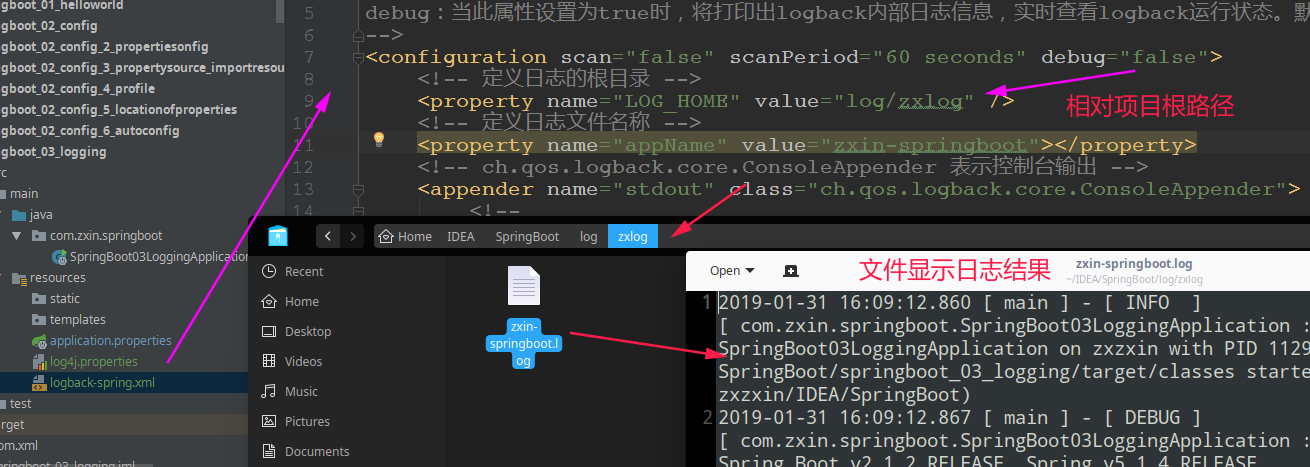 gboot_01_helloworld
gboot_02_config
gboot_02_config_2_propertiesonfig
gboot_02_config_3_propertysource_importresou
gboot_02_config_4_profile
gboot_02_config_5_locationofproperties
gboot_02_config_6_autoconfig
gboot_03_logging
rc
main
java
com.zxin.springboot
SpringBoot03LoggingApplication
resources
static
templates
application.properties
log4j.properties
logback-spring.xml
test
rget
om.xml
5 debug：当此属性设置为true时，将打印出logback内部日志信息，实时查看logback运行状态。默
6 -->
7 <configuration scan="false" scanPeriod="60 seconds" debug="false">
8 <!-- 定义日志的根目录 -->
9 <property name="LOG_HOME" value="log/zxlog" />
相对项目根路径
10 <!-- 定义日志文件名称 -->
11 <property name="appName" value="zxin-springboot"></property>
12 <!-- ch.qos.logback.core.ConsoleAppender 表示控制台输出 -->
13 <appender name="stdout" class="ch.qos.logback.core.ConsoleAppender">
14 <!--
Home IDEA SpringBoot log zxlog
Recent
Home
Desktop
Videos
Music
Pictures
Documents
zxin-
springboot.l
og
Open
文件显示日志结果
zxin-springboot.log
~/IDEA/SpringBoot/log/zxlog
1 2019-01-31 16:09:12.860 [ main ] - [ INFO  ]
[ com.zxin.springboot.SpringBoot03LoggingApplication :
SpringBoot03LoggingApplication on zxzxin with PID 1129
SpringBoot/springboot_03_logging/target/classes starte
zxzxin/IDEA/SpringBoot)
2 2019-01-31 16:09:12.867 [ main ] - [ DEBUG ]
[ com.zxin.springboot.SpringBoot03LoggingApplication :
Spring Boot v2.1.2.RELEASE, Spring v5.1.4.RELEASE